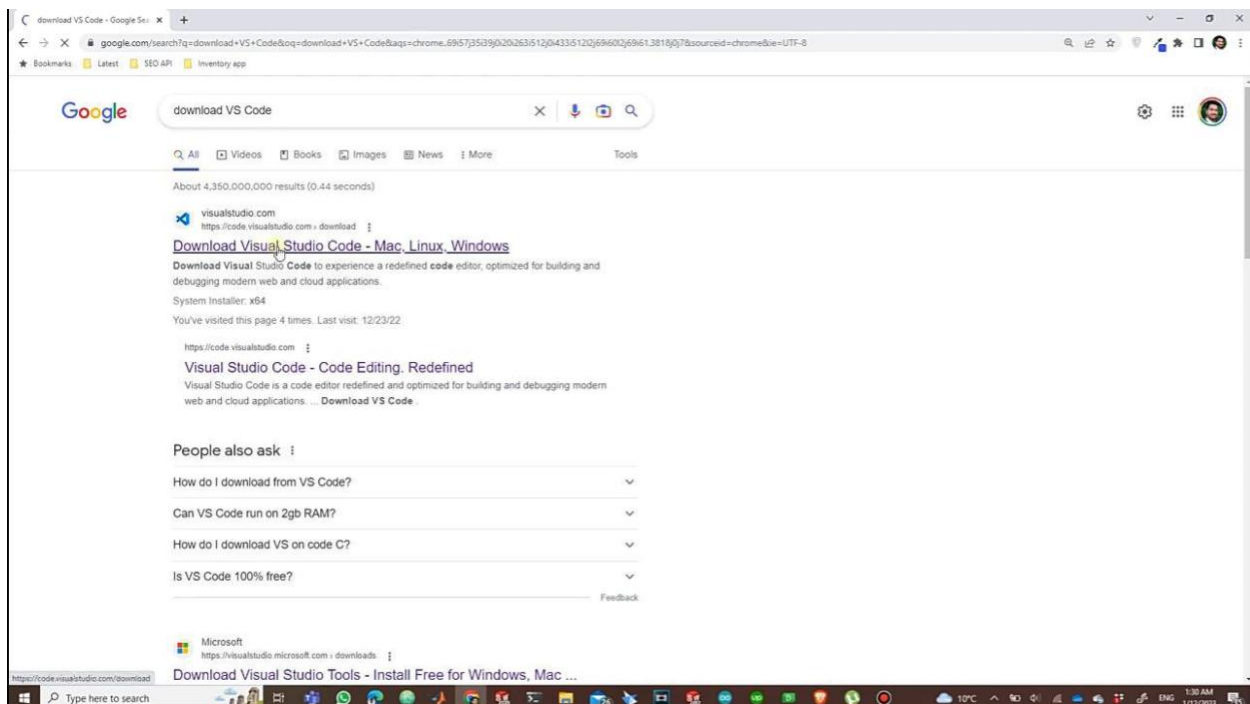 download VS Code - Google Sea
google.com/search?q=download+VS+Code&oq=download+VS+Code&aqs=chrome..69i57j35i39j0i20i263i512j0i433i512l2j69i60l2j69i61.3818j0j7&sourceid=chrome&ie=UTF-8
Bookmarks Latest SEO API Inventory app
Google download VS Code
All Videos Books Images News More Tools
About 4,350,000,000 results (0.44 seconds)
visualstudio.com
https://code.visualstudio.com › download
Download Visual Studio Code - Mac, Linux, Windows
Download Visual Studio Code to experience a redefined code editor, optimized for building and
debugging modern web and cloud applications.
System Installer: x64
You've visited this page 4 times. Last visit: 12/23/22
https://code.visualstudio.com
Visual Studio Code - Code Editing. Redefined
Visual Studio Code is a code editor redefined and optimized for building and debugging modern
web and cloud applications. ... Download VS Code .
People also ask
How do I download from VS Code?
Can VS Code run on 2gb RAM?
How do I download VS on code C?
Is VS Code 100% free?
Feedback
Microsoft
https://visualstudio.microsoft.com › downloads
Download Visual Studio Tools - Install Free for Windows, Mac ...
https://code.visualstudio.com/download
Type here to search 10°C ENG 1:30 AM
1/12/2023